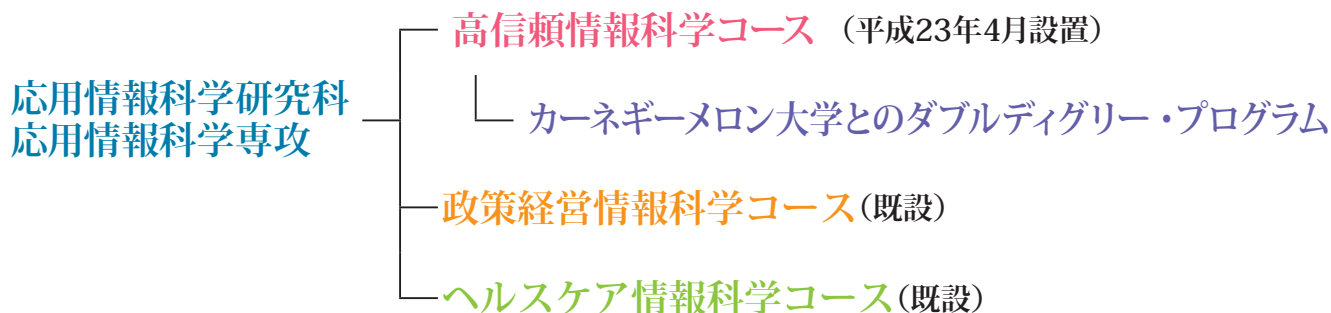 応用情報科学研究科
応用情報科学専攻
高信頼情報科学コース (平成23年4月設置)
カーネギーメロン大学とのダブルディグリー・プログラム
政策経営情報科学コース(既設)
ヘルスケア情報科学コース(既設)